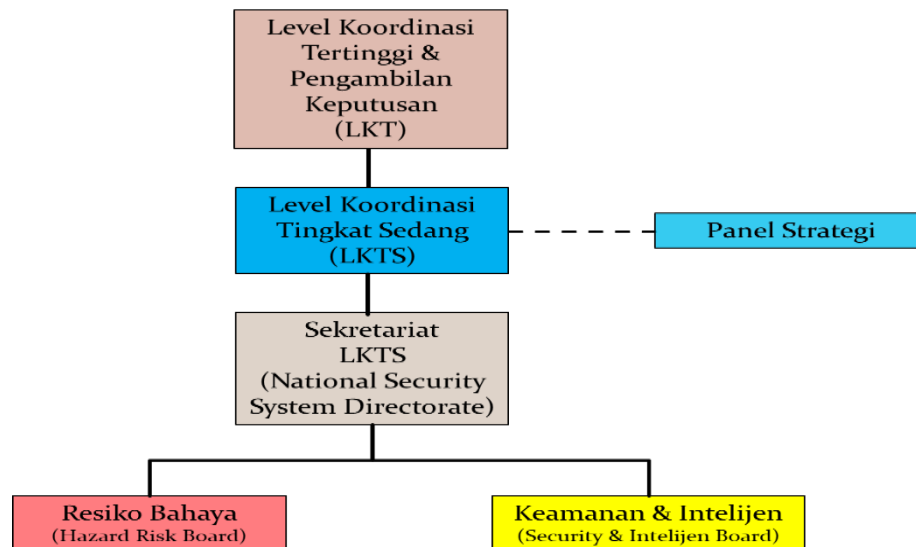 Level Koordinasi
Tertinggi &
Pengambilan
Keputusan
(LKT)
Level Koordinasi
Tingkat Sedang
(LKTS)
Panel Strategi
Sekretariat
LKTS
(National Security
System Directorate)
Resiko Bahaya
(Hazard Risk Board)
Keamanan & Intelijen
(Security & Intelijen Board)